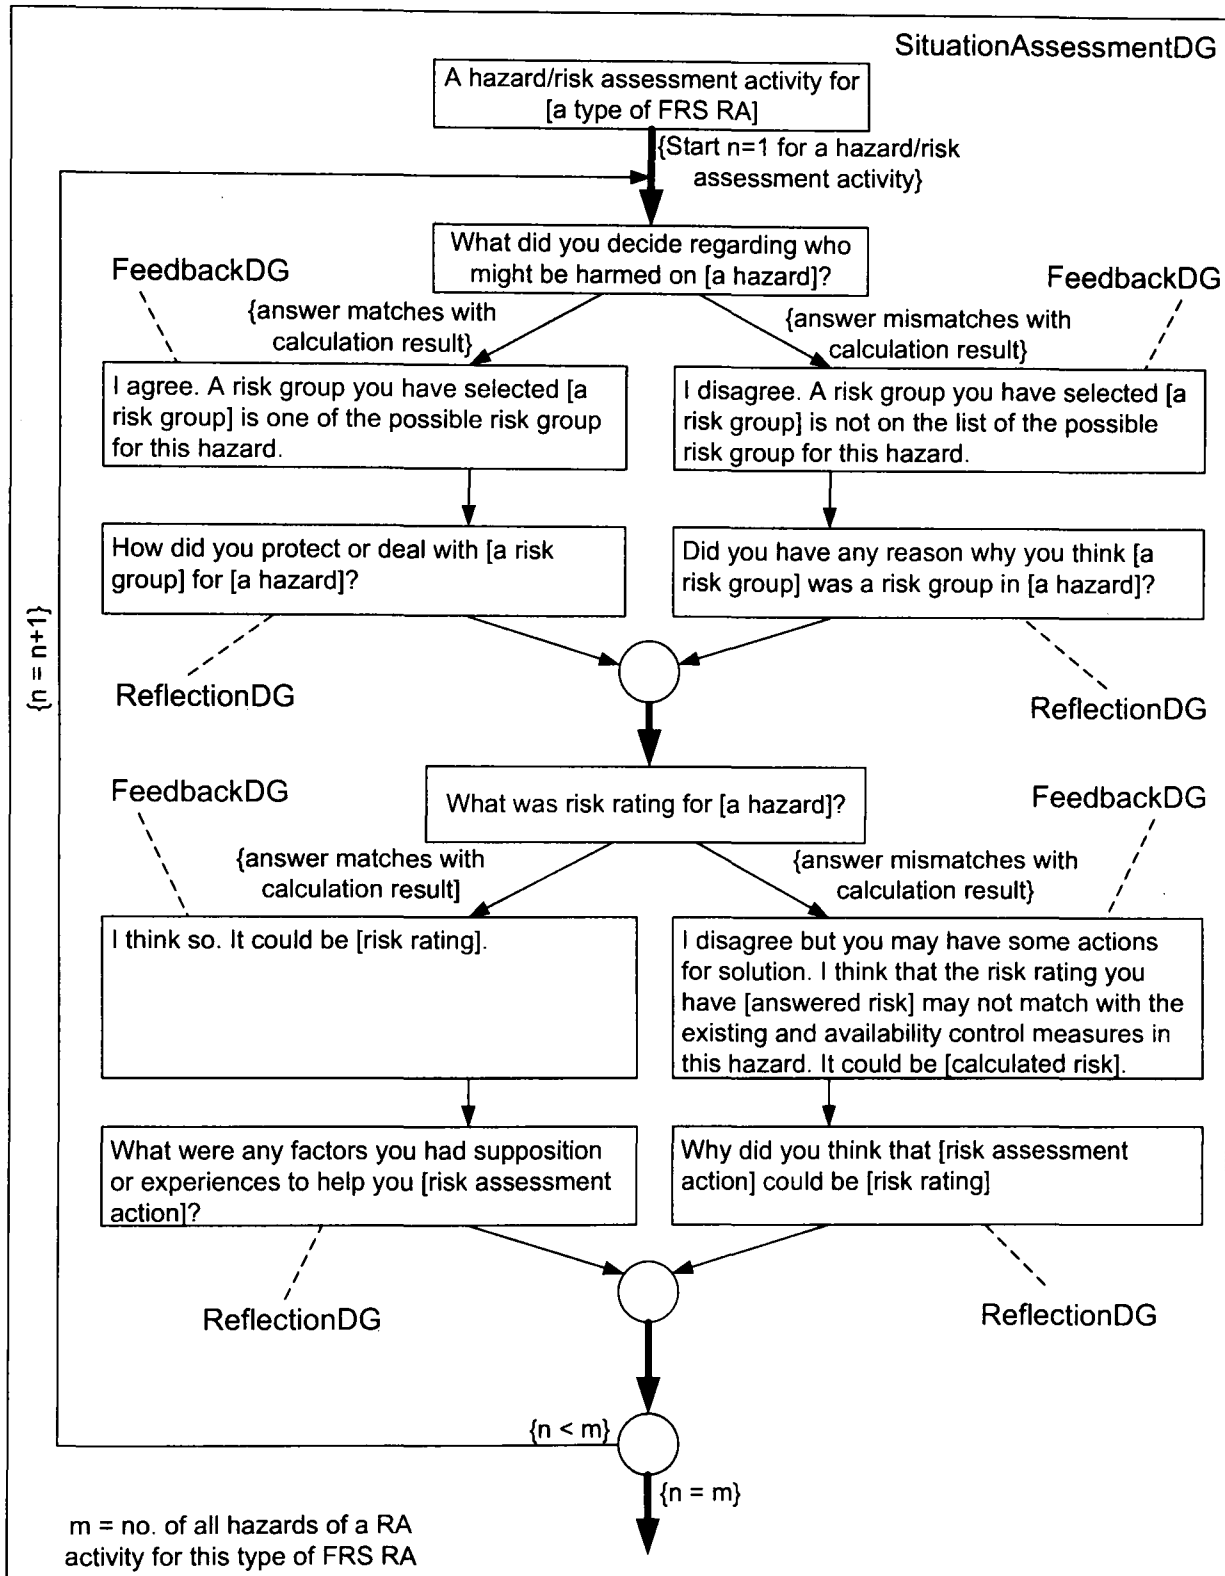 SituationAssessmentDG
A hazard/risk assessment activity for
[a type of FRS RA]
{Start n=1 for a hazard/risk
assessment activity}
What did you decide regarding who
might be harmed on [a hazard]?
FeedbackDG
FeedbackDG
{answer matches with
calculation result}
{answer mismatches with
calculation result}
I agree. A risk group you have selected [a
risk group] is one of the possible risk group
for this hazard.
I disagree. A risk group you have selected [a
risk group] is not on the list of the possible
risk group for this hazard.
How did you protect or deal with [a risk
group] for [a hazard]?
Did you have any reason why you think [a
risk group] was a risk group in [a hazard]?
{n = n+1}
ReflectionDG
ReflectionDG
What was risk rating for [a hazard]?
FeedbackDG
FeedbackDG
{answer matches with
calculation result]
{answer mismatches with
calculation result}
I think so. It could be [risk rating].
I disagree but you may have some actions
for solution. I think that the risk rating you
have [answered risk] may not match with the
existing and availability control measures in
this hazard. It could be [calculated risk].
What were any factors you had supposition
or experiences to help you [risk assessment
action]?
Why did you think that [risk assessment
action] could be [risk rating]
ReflectionDG
ReflectionDG
{n < m}
{n = m}
m = no. of all hazards of a RA
activity for this type of FRS RA